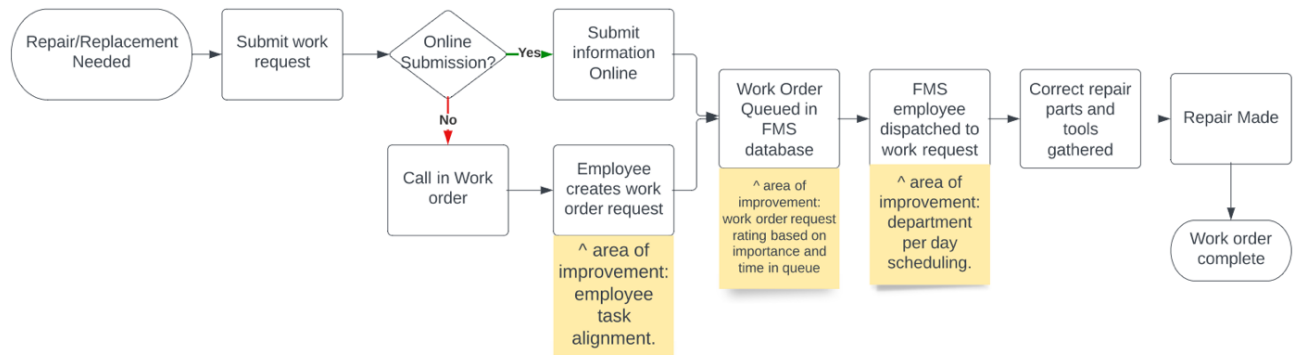 Repair/Replacement
Needed
Submit work
request
Online
Submission?
Yes
Submit
information
Online
No
Call in Work
order
Employee
creates work
order request
^ area of
improvement:
employee
task
alignment.
Work Order
Queued in
FMS
database
^ area of
improvement:
work order request
rating based on
importance and
time in queue
FMS
employee
dispatched to
work request
^ area of
improvement:
department
per day
scheduling.
Correct repair
parts and
tools
gathered
Repair Made
Work order
complete